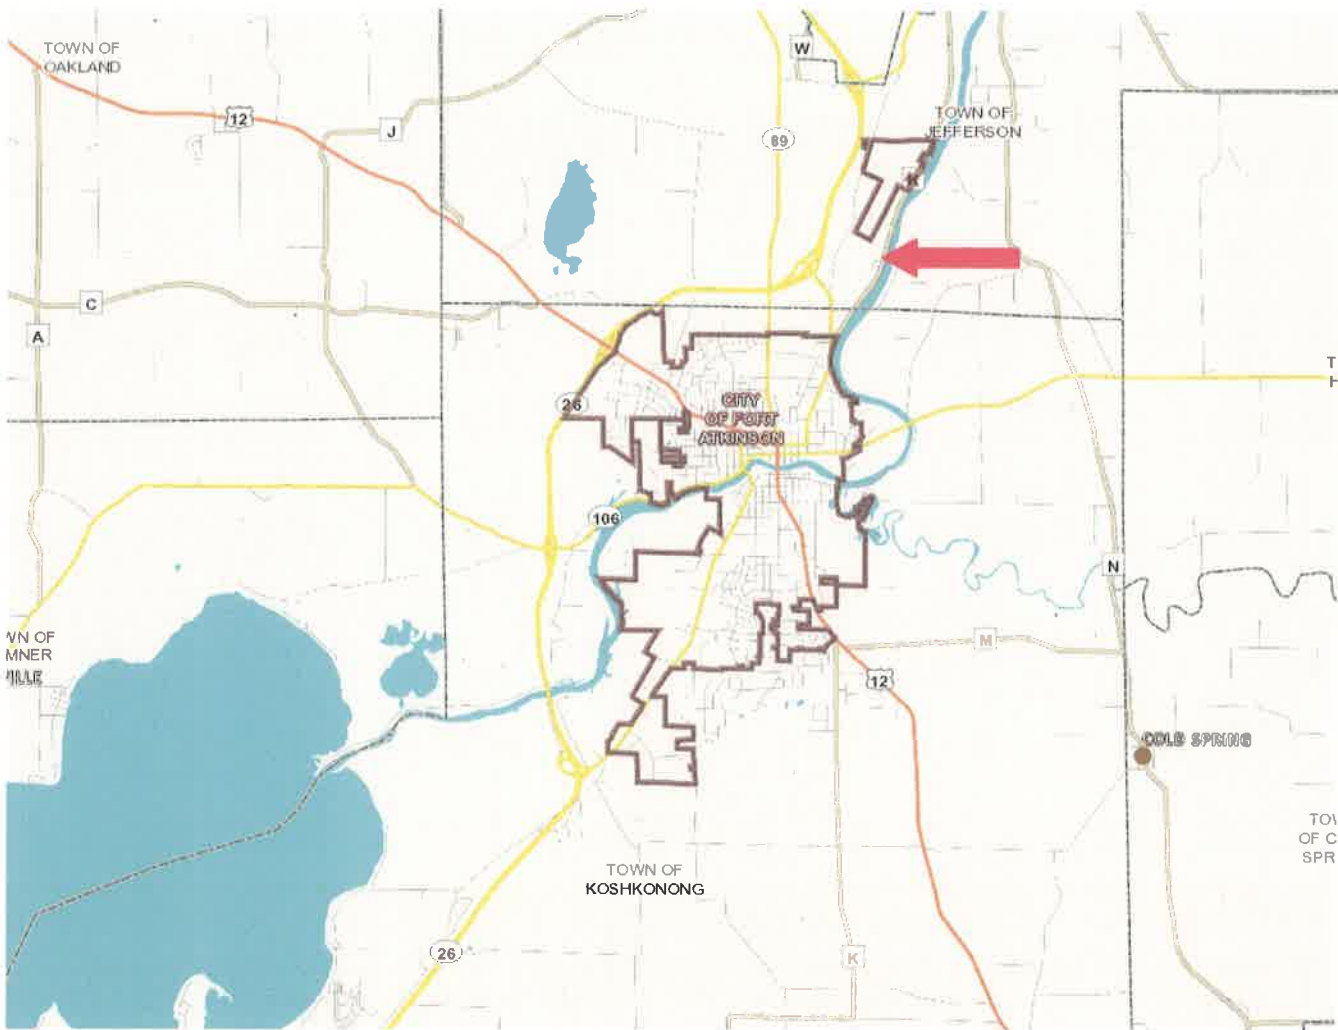 TOWN OF
OAKLAND
W
12
J
89
TOWN OF
JEFFERSON
K
C
A
26
CITY
OF FORT
ATKINSON
106
N
WN OF
MNER
VILLE
M
12
COLD SPRING
TOWN OF
KOSHKONONG
OF C
SPR
K
26